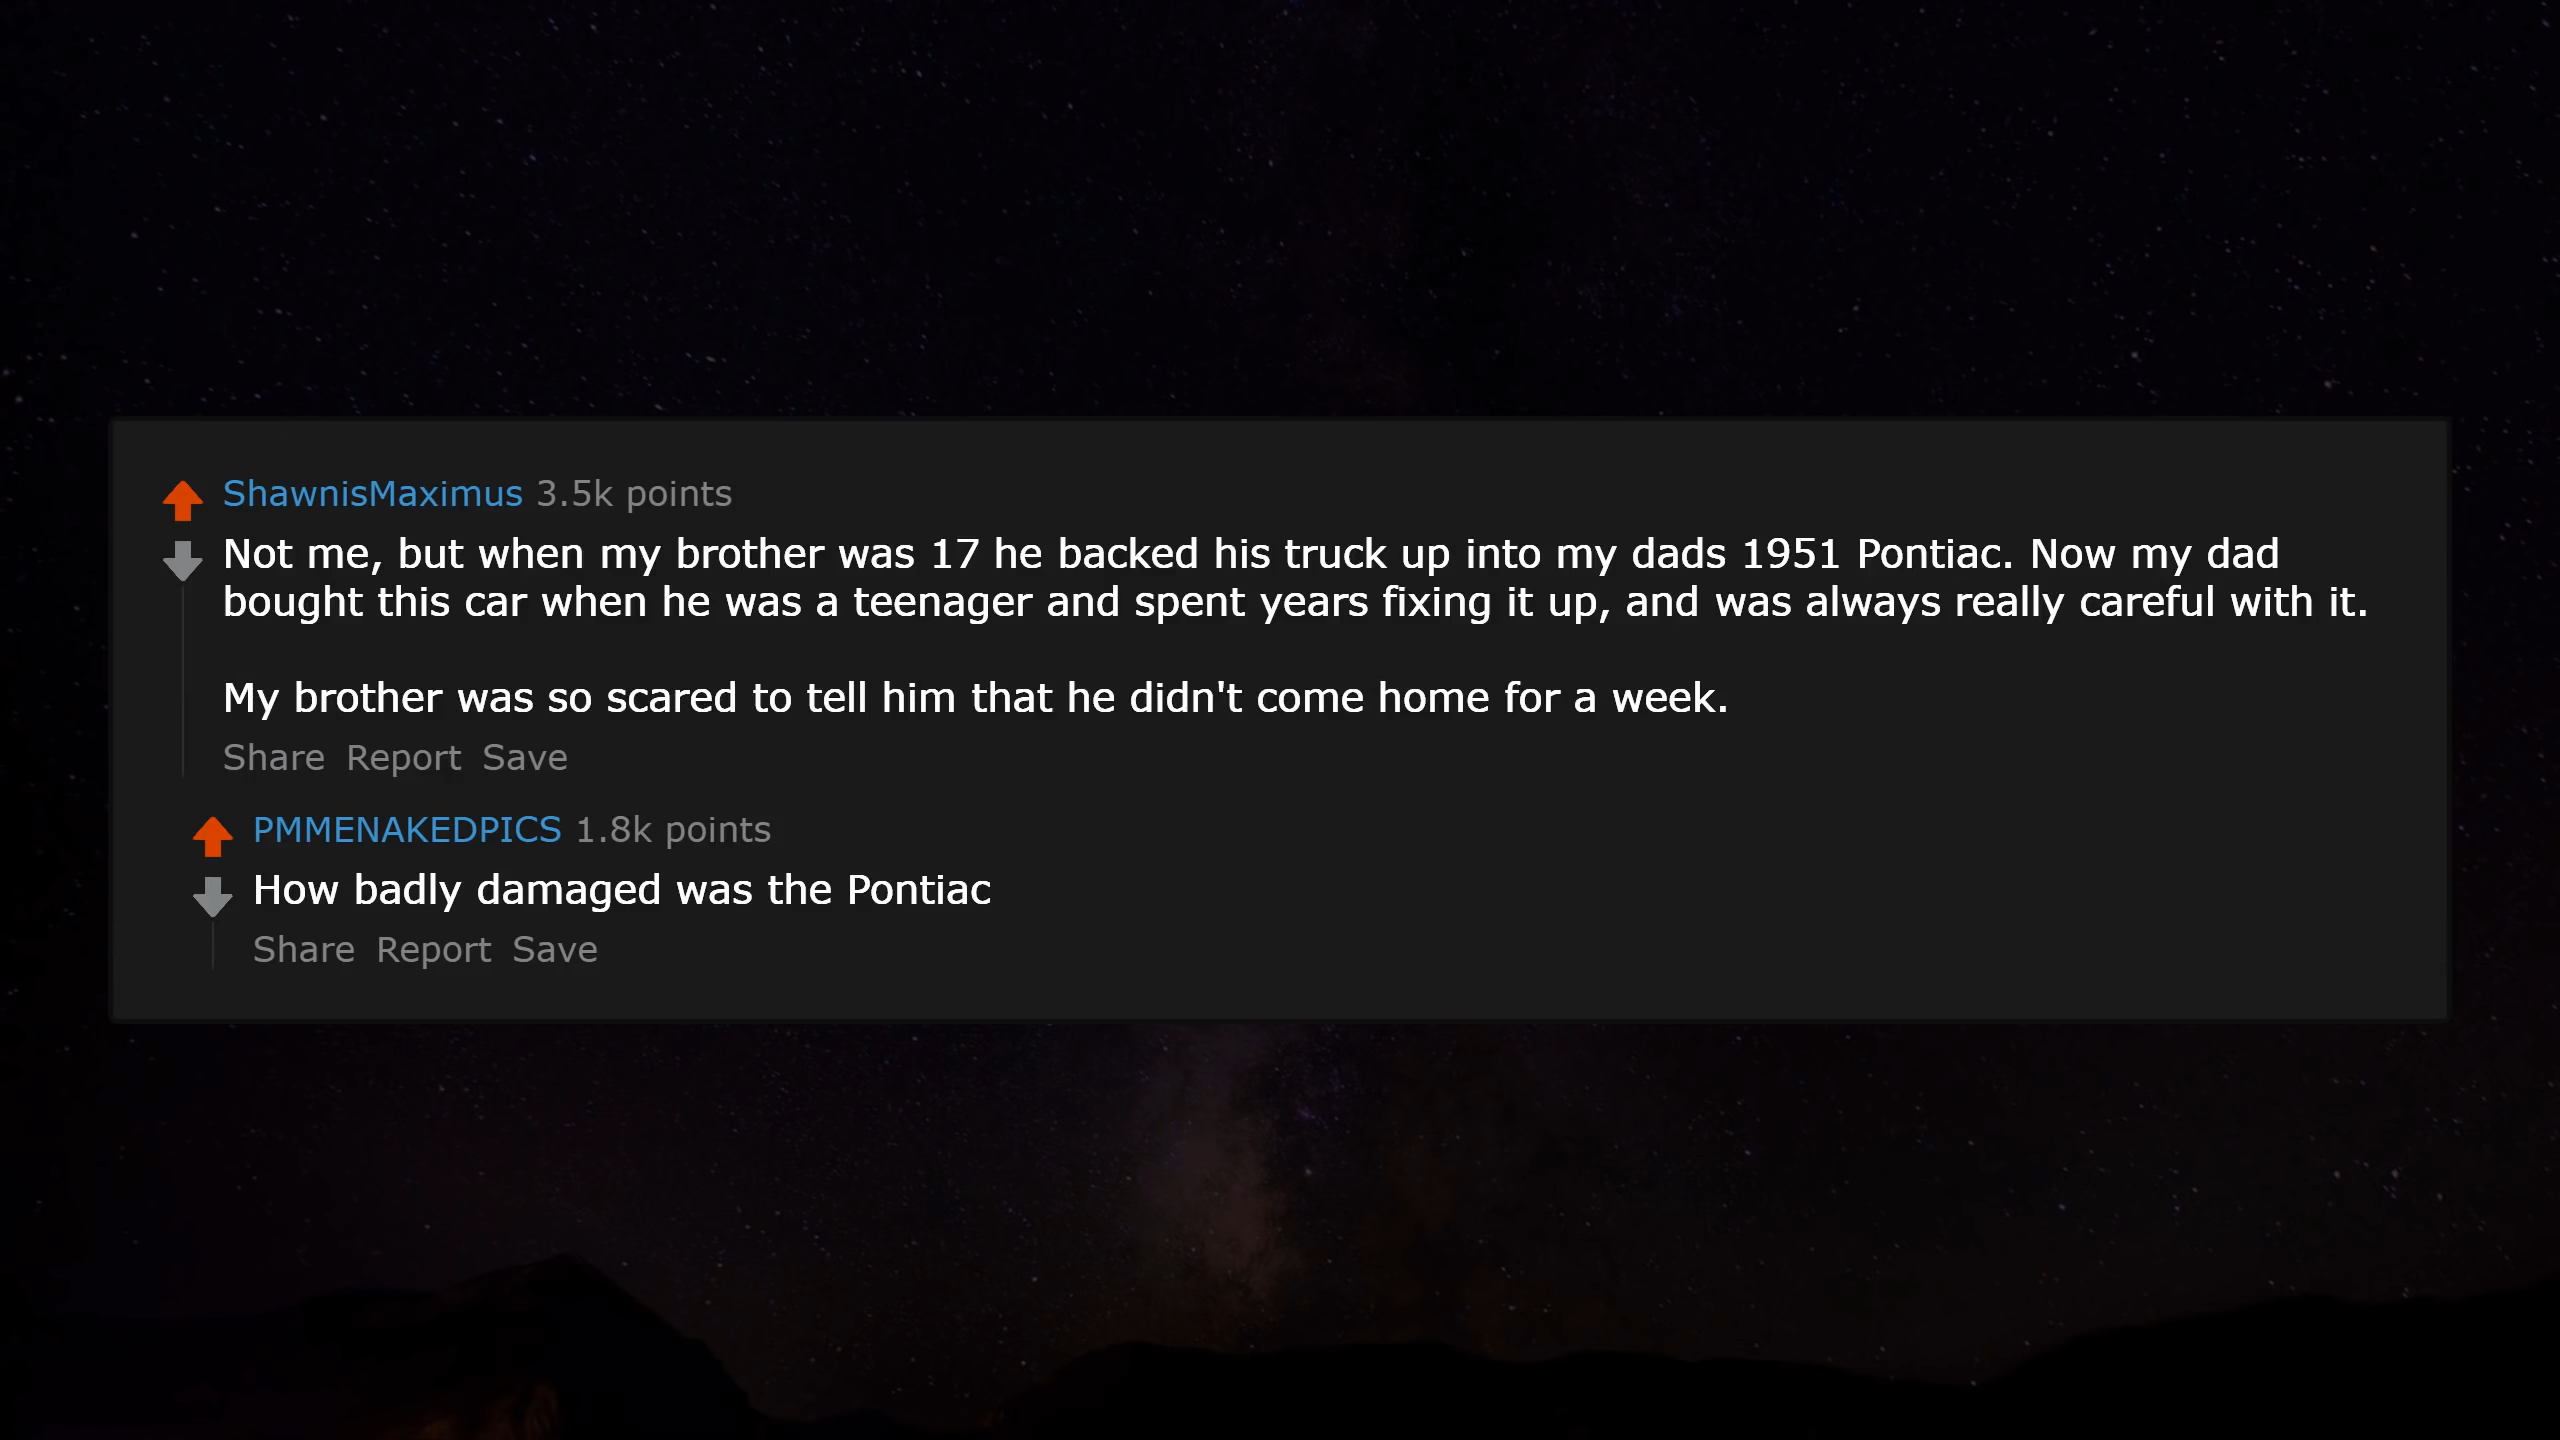 ShawnisMaximus 3.5k points
Not me, but when my brother was 17 he backed his truck up into my dads 1951 Pontiac. Now my dad
bought this car when he was a teenager and spent years fixing it up, and was always really careful with it.
My brother was so scared to tell him that he didn't come home for a week.
Share Report Save
PMMENAKEDPICS 1.8k points
How badly damaged was the Pontiac
Share Report Save